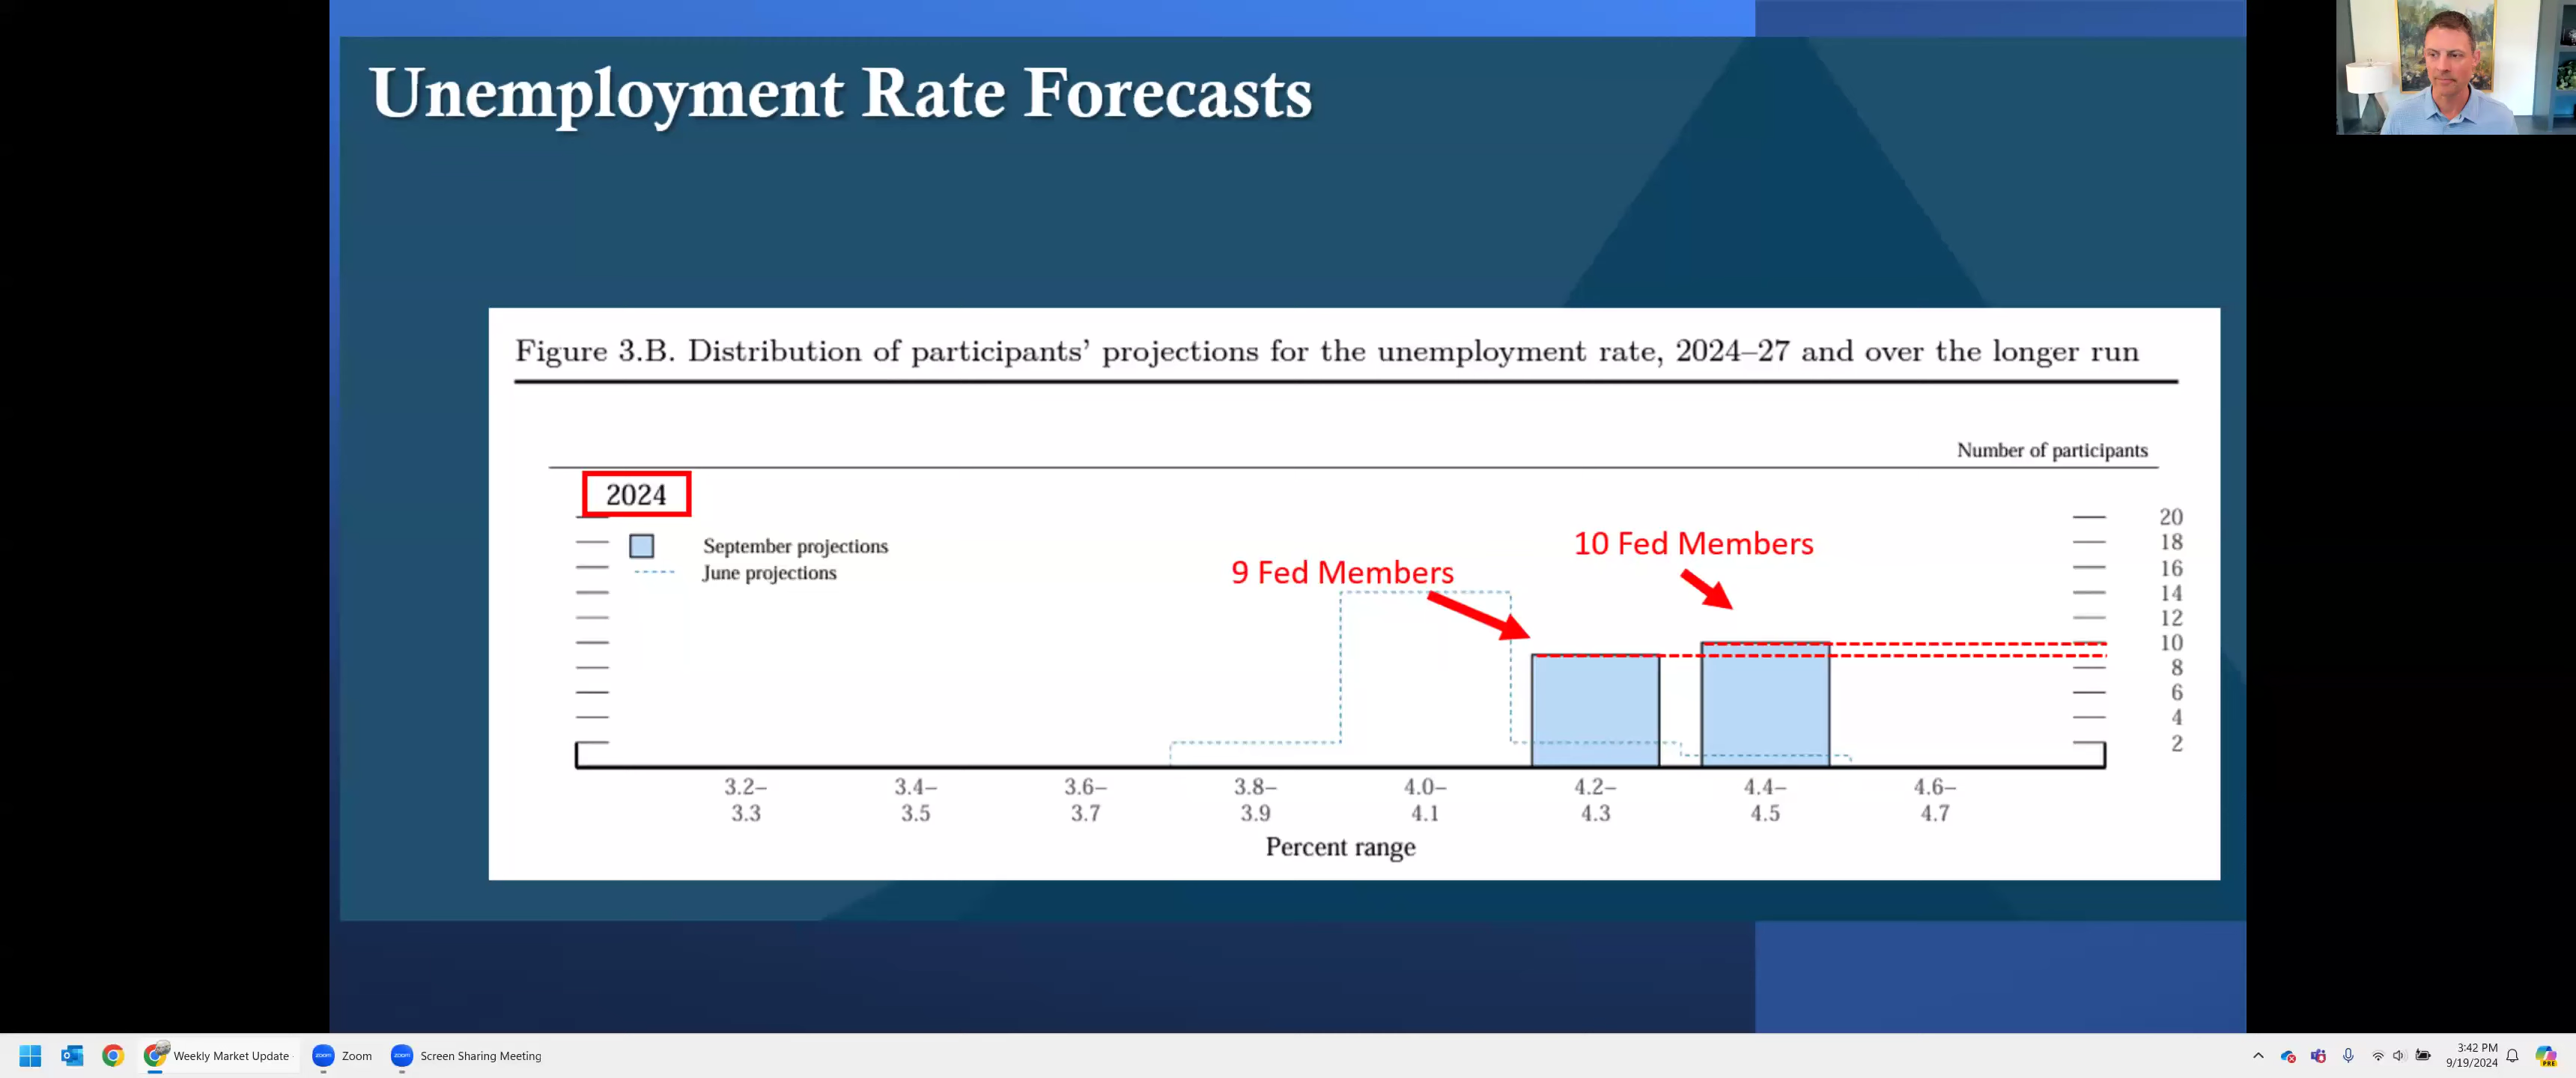 Unemployment Rate Forecasts
Figure 3.B. Distribution of participants’ projections for the unemployment rate, 2024–27 and over the longer run
Number of participants
2024
September projections
June projections
9 Fed Members
10 Fed Members
20
18
16
14
12
10
8
6
4
2
3.2–
3.3
3.4–
3.5
3.6–
3.7
3.8–
3.9
4.0–
4.1
4.2–
4.3
4.4–
4.5
4.6–
4.7
Percent range
Weekly Market Update
zoom
Zoom
zoom
Screen Sharing Meeting
3:42 PM
9/19/2024
PRE